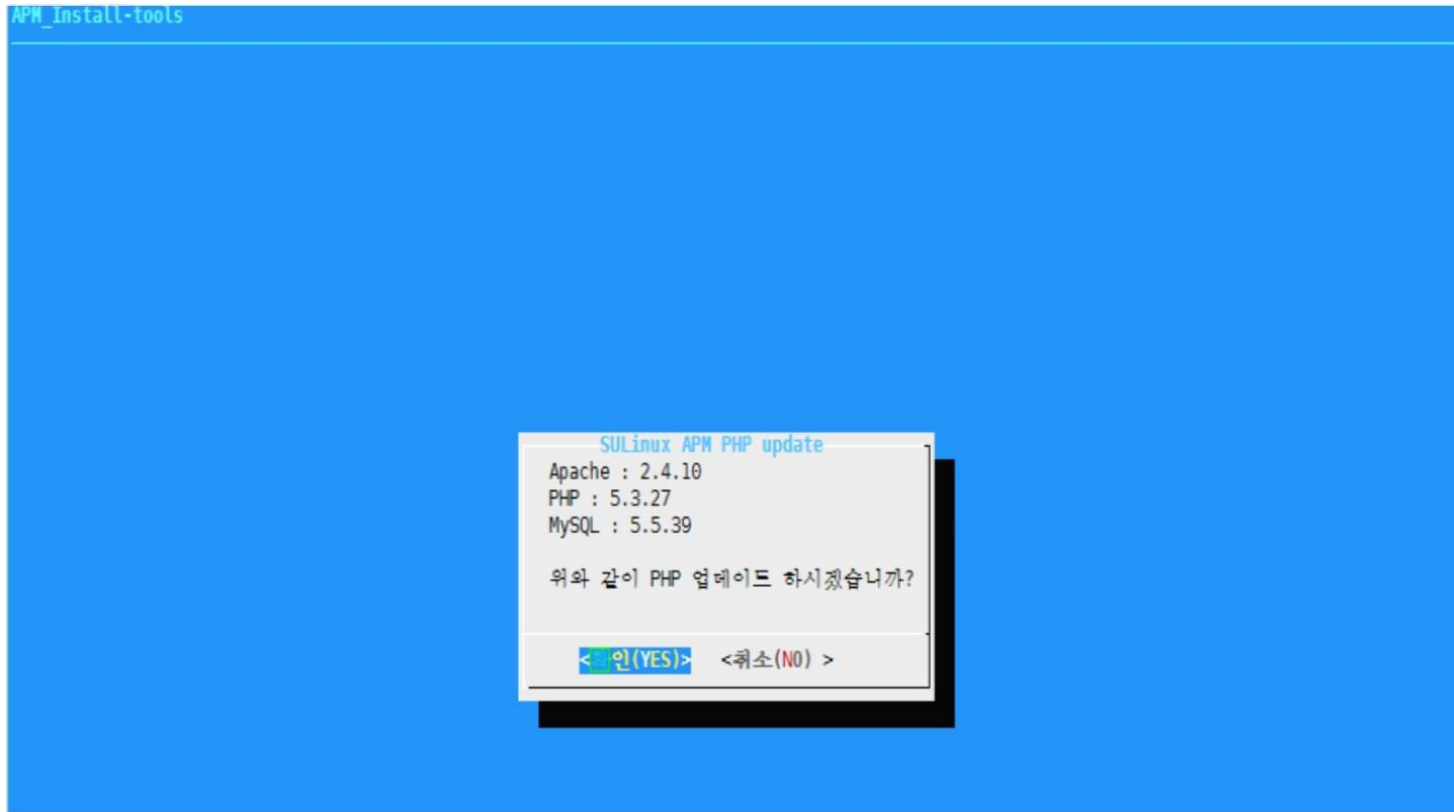 APM_Install-tools
SULinux APM PHP update
Apache : 2.4.10
PHP : 5.3.27
MySQL : 5.5.39
위와 같이 PHP 업데이트 하시겠습니까?
<확인(YES)> <취소(NO) >